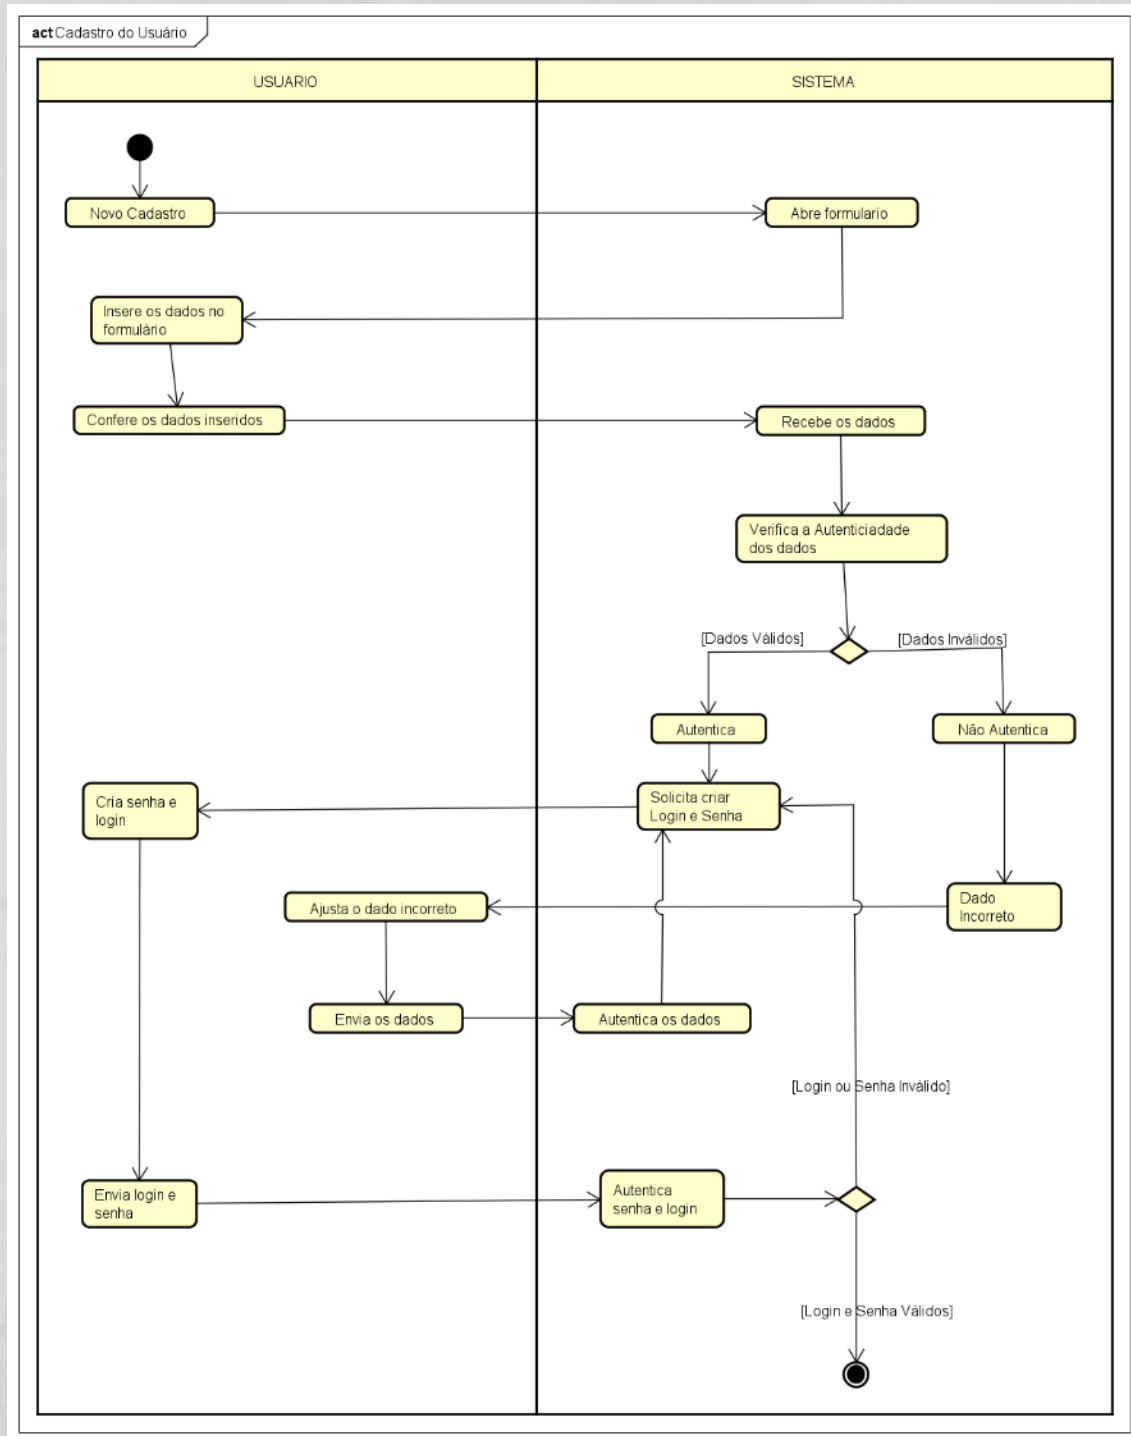 act Cadastro do Usuário
USUARIO
SISTEMA
Novo Cadastro
Abre formulario
Insere os dados no
formulário
Confere os dados inseridos
Recebe os dados
Verifica a Autenticiadade
dos dados
[Dados Válidos]
[Dados Inválidos]
Autentica
Não Autentica
Cria senha e
login
Solicita criar
Login e Senha
Ajusta o dado incorreto
Dado
Incorreto
Envia os dados
Autentica os dados
[Login ou Senha Inválido]
Envia login e
senha
Autentica
senha e login
[Login e Senha Válidos]